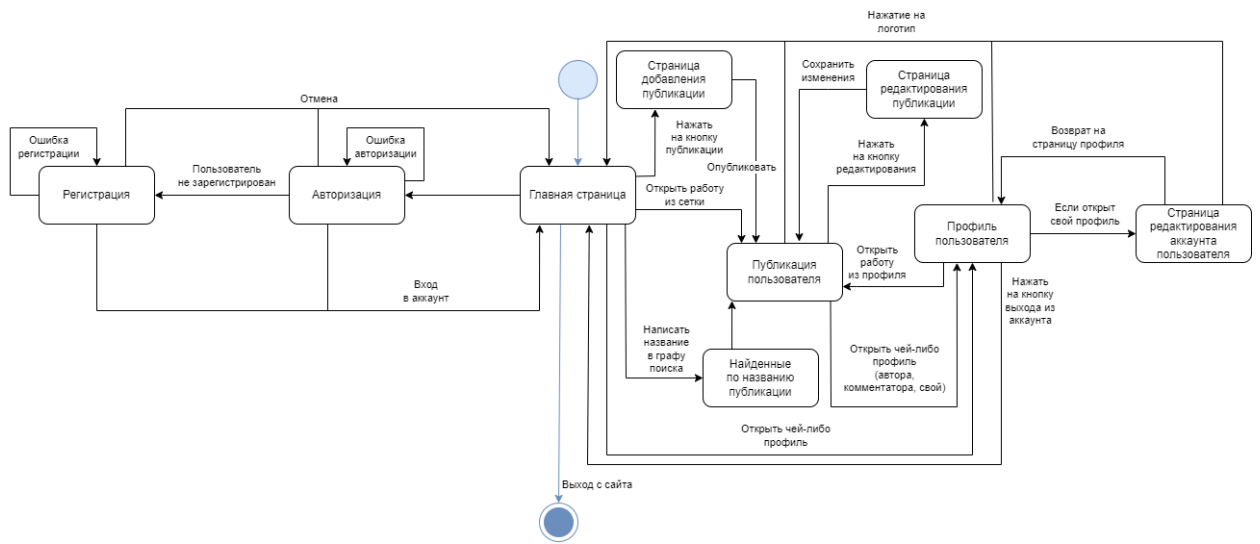 Нажатие на
логотип
Страница
добавления
публикации
Сохранить
изменения
Страница
редактирования
публикации
Отмена
Ошибка
регистрации
Ошибка
авторизации
Нажать
на кнопку
публикации
Нажать
на кнопку
редактирования
Возврат на
страницу профиля
Опубликовать
Пользователь
не зарегистрирован
Регистрация
Авторизация
Главная страница
Открыть работу
из сетки
Профиль
пользователя
Если открыт
свой профиль
Страница
редактирования
аккаунта
пользователя
Публикация
пользователя
Открыть
работу
из профиля
Нажать
на кнопку
выхода из
аккаунта
Вход
в аккаунт
Написать
название
в графу
поиска
Найденные
по названию
публикации
Открыть чей-либо
профиль
(автора,
комментатора, свой)
Открыть чей-либо
профиль
Выход с сайта